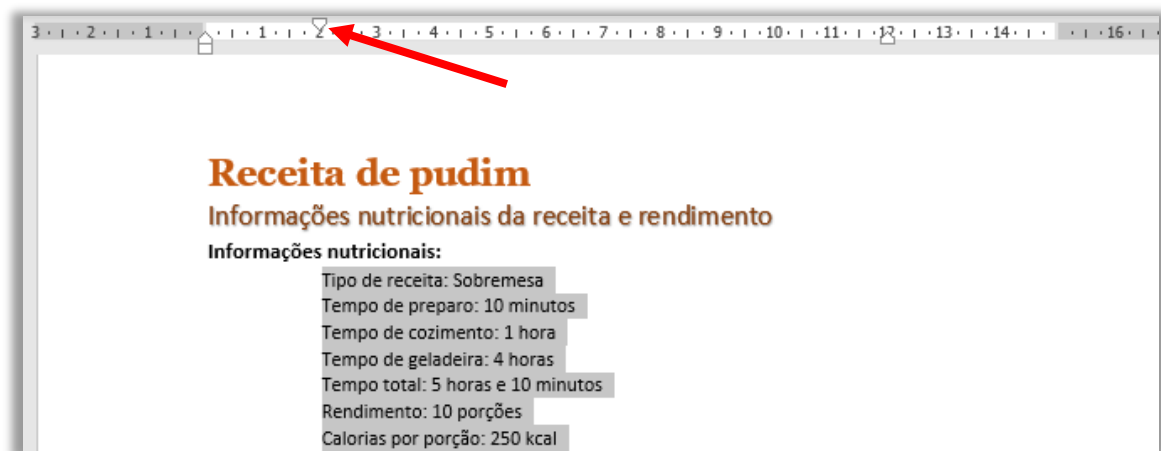 3 · 2 · 1 · 1 · 2 · 3 · 4 · 5 · 6 · 7 · 8 · 9 · 10 · 11 · 12 · 13 · 14 · 16
Receita de pudim
Informações nutricionais da receita e rendimento
Informações nutricionais:
Tipo de receita: Sobremesa
Tempo de preparo: 10 minutos
Tempo de cozimento: 1 hora
Tempo de geladeira: 4 horas
Tempo total: 5 horas e 10 minutos
Rendimento: 10 porções
Calorias por porção: 250 kcal